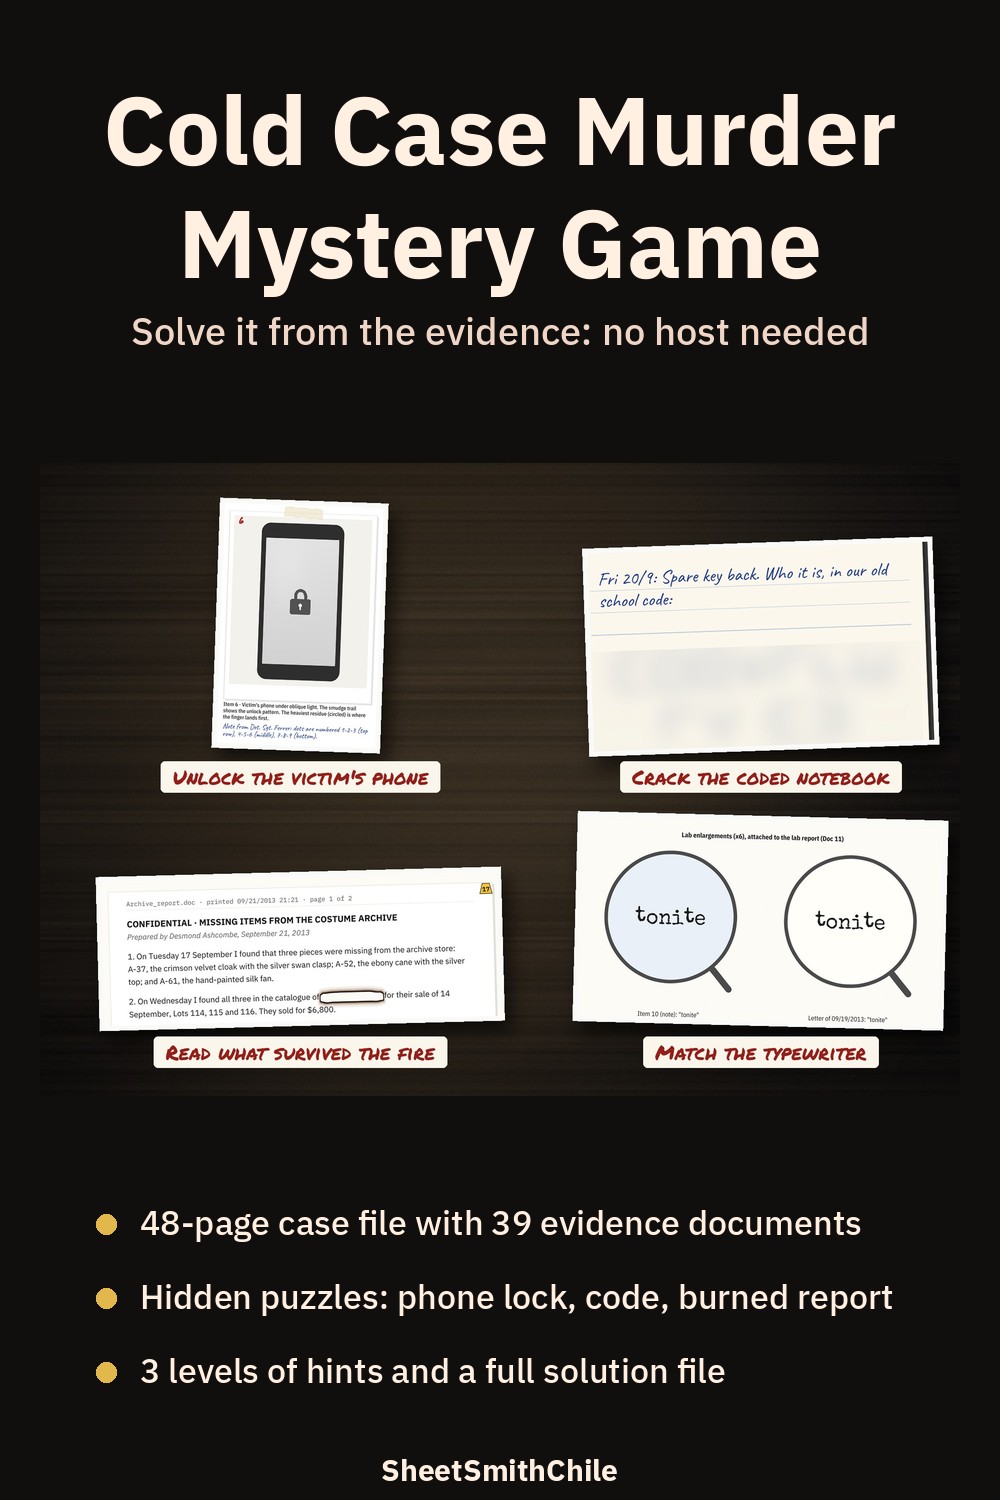 Cold Case Murder
Mystery Game
Solve it from the evidence: no host needed
6
Item 6 · Victim's phone under oblique light. The smudge trail
shows the unlock pattern. The heaviest residue (circled) is where
the finger lands first.
Note from Det. Sgt. Ferrer: dots are numbered 1-2-3 (top
row), 4-5-6 (middle), 7-8-9 (bottom).
UNLOCK THE VICTIM'S PHONE
Fri 20/9: Spare key back. Who it is, in our old
school code:
CRACK THE CODED NOTEBOOK
17
Archive_report.doc · printed 09/21/2013 21:21 · page 1 of 2
CONFIDENTIAL · MISSING ITEMS FROM THE COSTUME ARCHIVE
Prepared by Desmond Ashcombe, September 21, 2013
1. On Tuesday 17 September I found that three pieces were missing from the archive store:
A-37, the crimson velvet cloak with the silver swan clasp; A-52, the ebony cane with the silver
top; and A-61, the hand-painted silk fan.
2. On Wednesday I found all three in the catalogue of for their sale of 14
September, Lots 114, 115 and 116. They sold for $6,800.
READ WHAT SURVIVED THE FIRE
Lab enlargements (x6), attached to the lab report (Doc 11)
tonite
tonite
Item 10 (note): "tonite"
Letter of 09/19/2013: "tonite"
MATCH THE TYPEWRITER
48-page case file with 39 evidence documents
Hidden puzzles: phone lock, code, burned report
3 levels of hints and a full solution file
SheetSmithChile